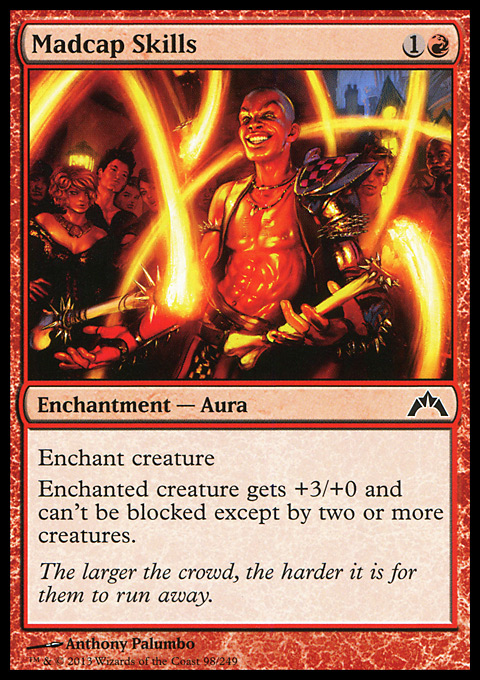 Madcap Skills 1
Enchantment — Aura
Enchant creature
Enchanted creature gets +3/+0 and
can't be blocked except by two or more
creatures.
The larger the crowd, the harder it is for
them to run away.
Anthony Palumbo
™ & © 2013 Wizards of the Coast 98/249